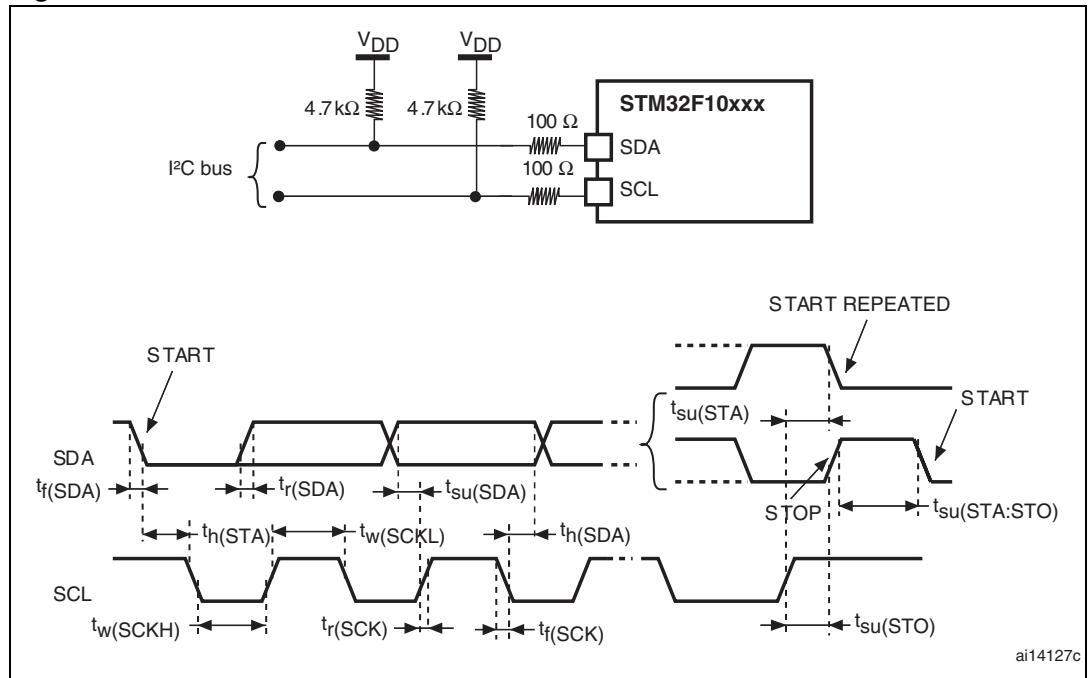 VDD VDD
4.7kΩ 4.7kΩ
STM32F10xxx
100 Ω
SDA
100 Ω
I²C bus
SCL
START REPEATED
START
START
tsu(STA)
SDA
tf(SDA) tr(SDA) tsu(SDA)
STOP tsu(STA:STO)
th(STA) tw(SCKL) th(SDA)
SCL
tw(SCKH) tr(SCK) tf(SCK) tsu(STO)
ai14127c